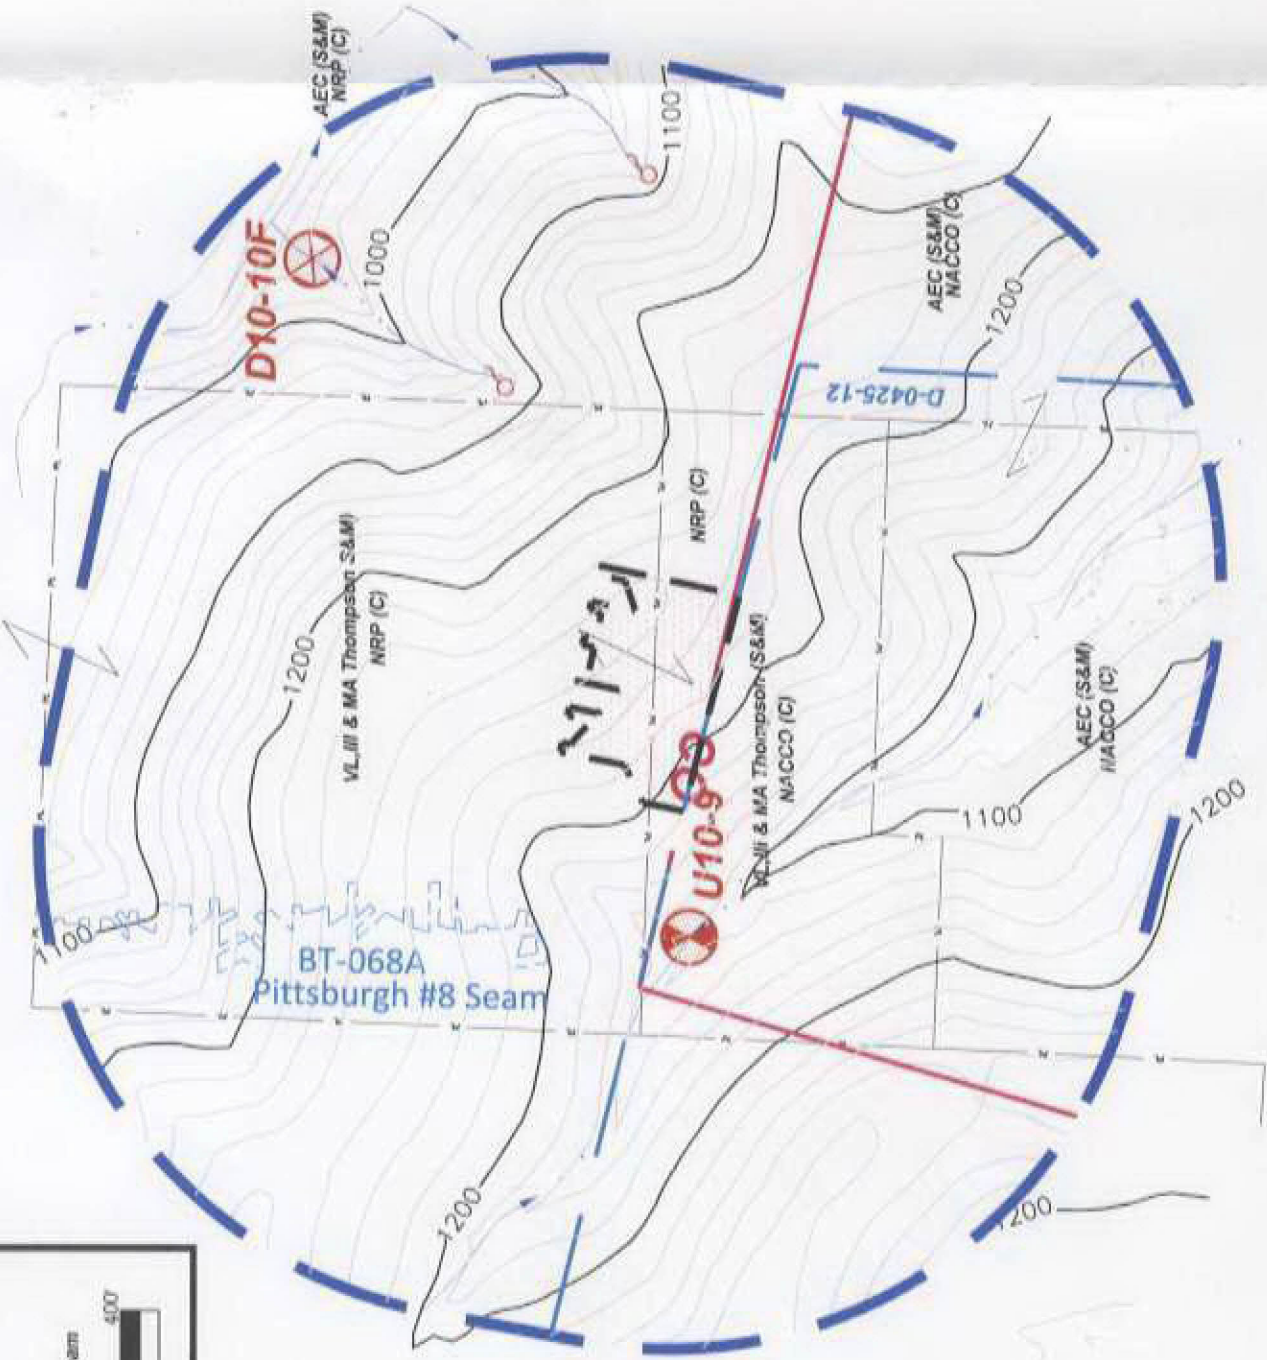 AEC (S&M)
NRP (C)
1100
D10-10F
1000
AEC (S&M)
NACCO (C)
1200
D-0425-12
NRP (C)
1200
VL,III & MA Thompson S&M)
NRP (C)
VL,III & MA Thompson (S&M)
NACCO (C)
AEC (S&M)
NACCO (C)
U10-9
1100
1200
1100
BT-068A
Pittsburgh #8 Seam
1200
1200
400'